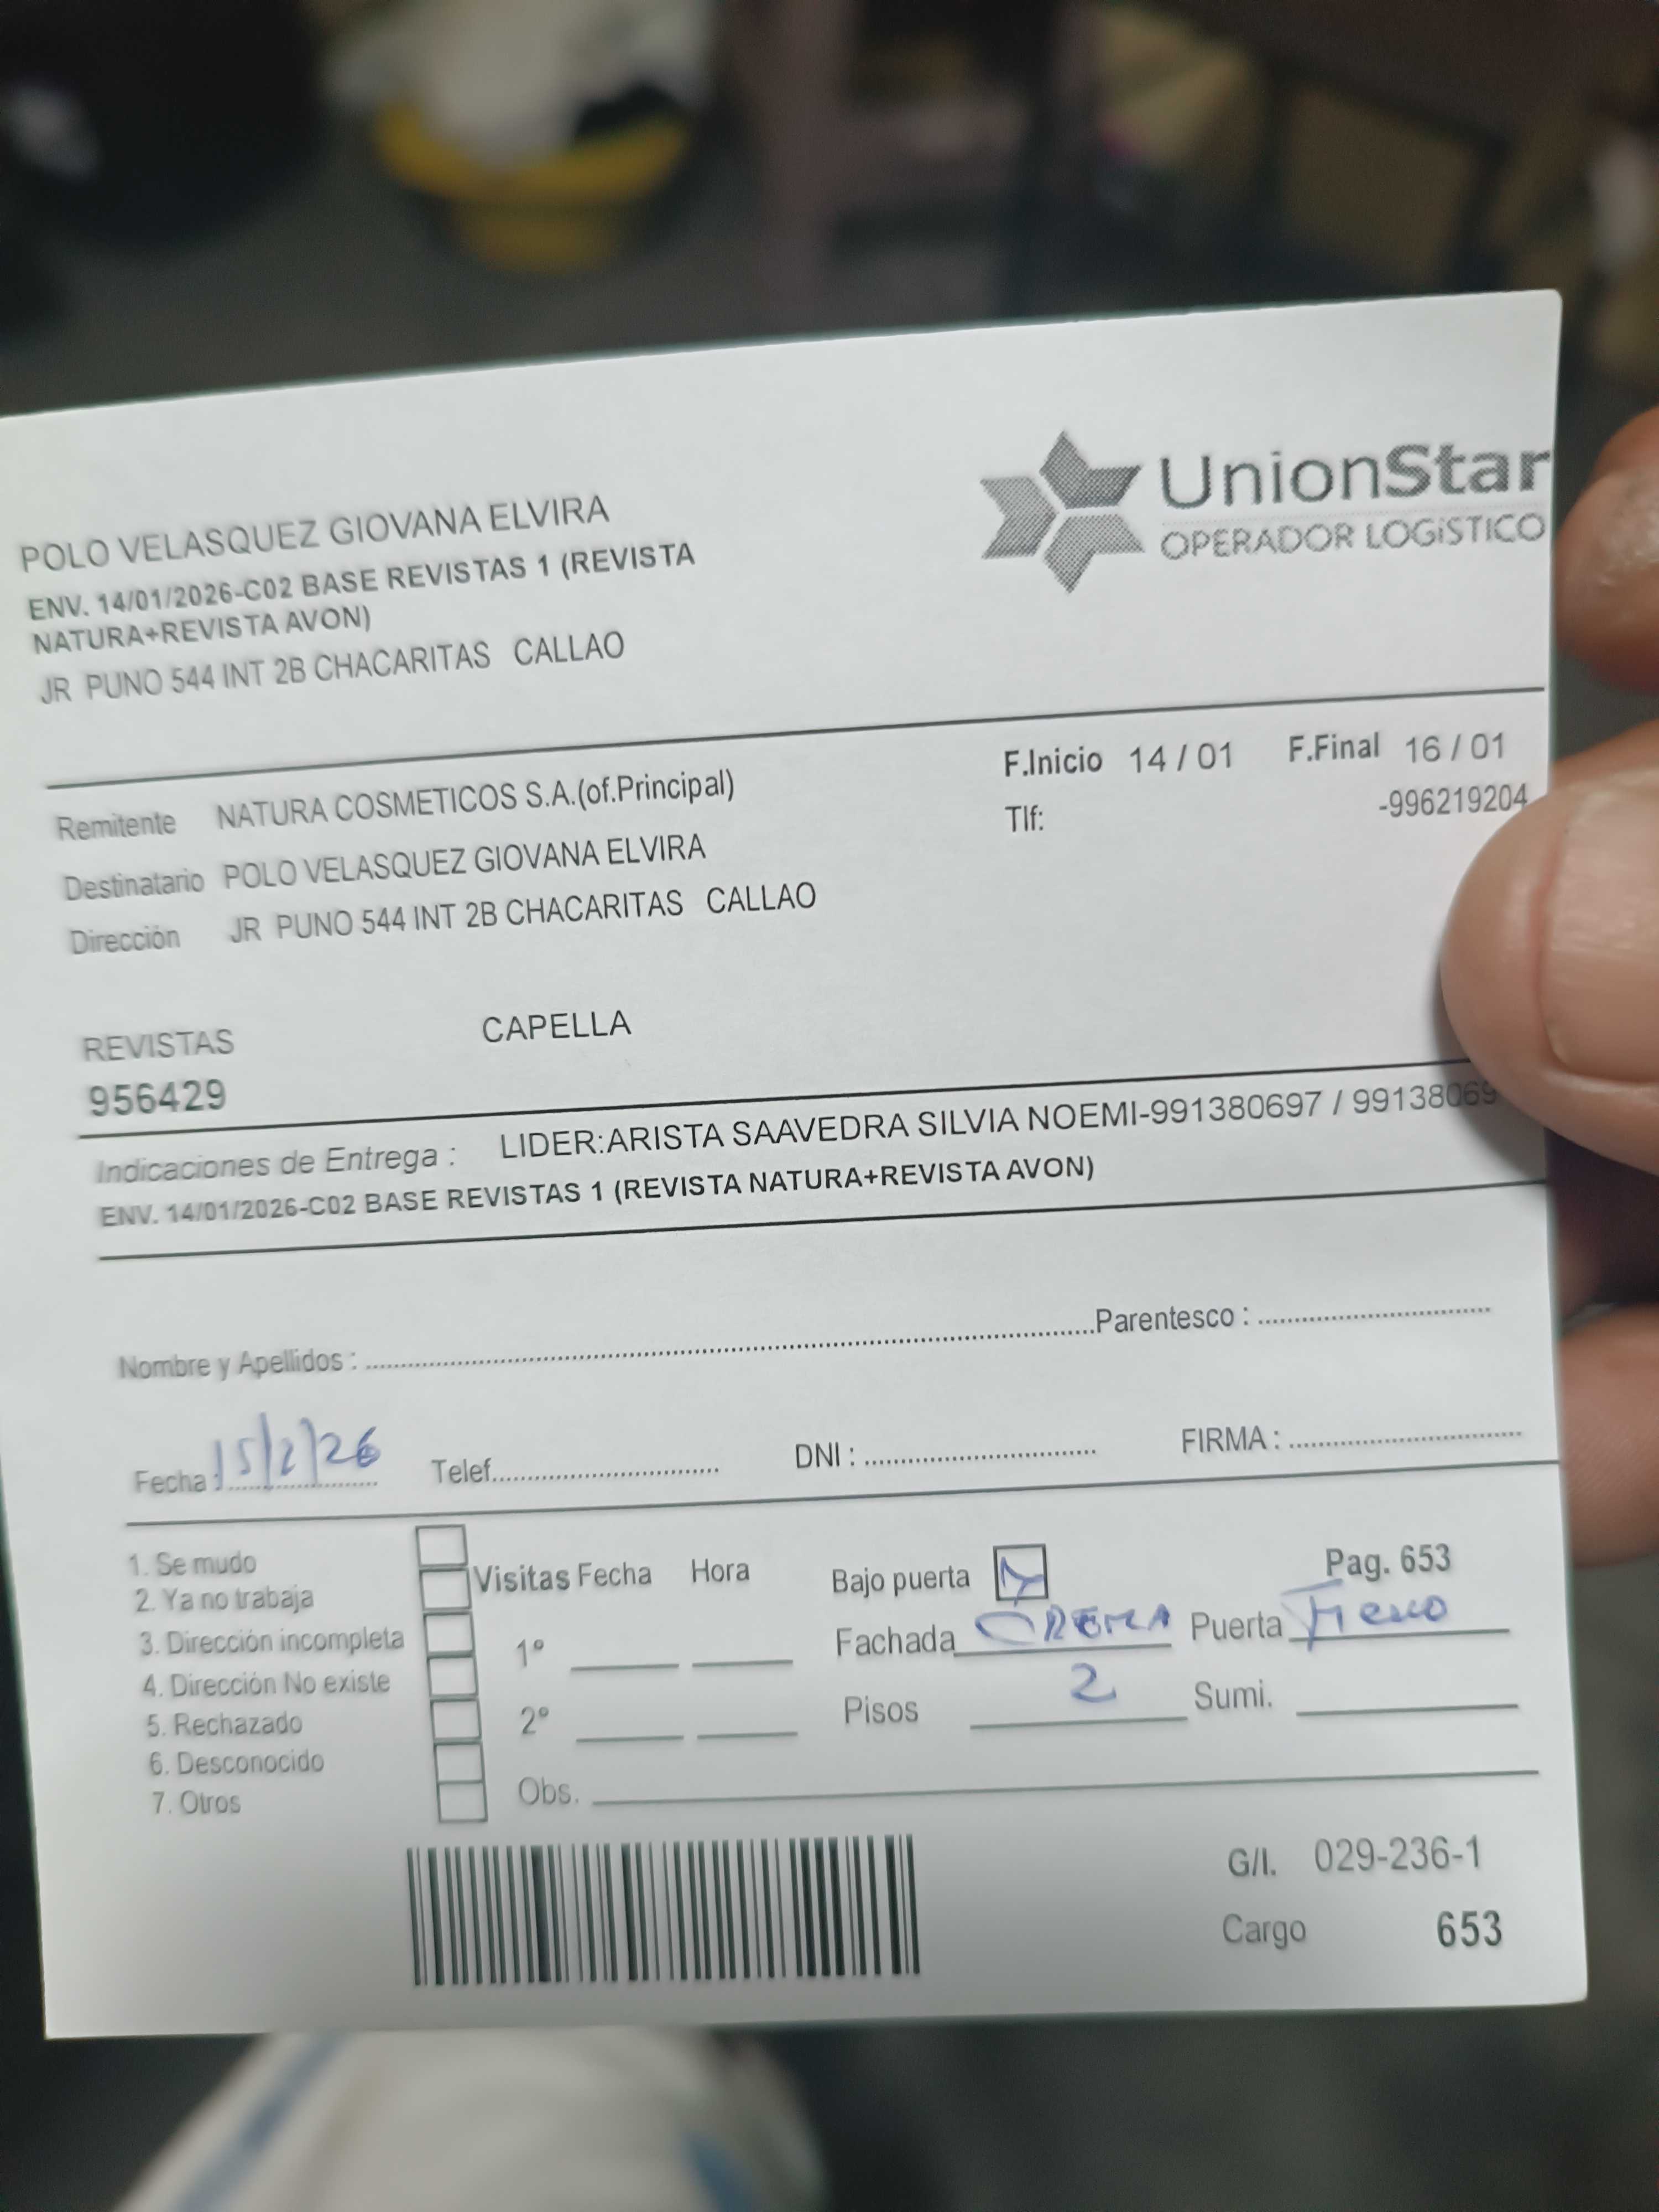 UnionStar
OPERADOR LOGíSTICO
POLO VELASQUEZ GIOVANA ELVIRA
ENV. 14/01/2026-C02 BASE REVISTAS 1 (REVISTA
NATURA+REVISTA AVON)
JR PUNO 544 INT 2B CHACARITAS CALLAO
F.Inicio 14 / 01 F.Final 16 / 01
Remitente NATURA COSMETICOS S.A.(of.Principal)
Tlf: -996219204
Destinatario POLO VELASQUEZ GIOVANA ELVIRA
Dirección JR PUNO 544 INT 2B CHACARITAS CALLAO
REVISTAS CAPELLA
956429
Indicaciones de Entrega : LIDER:ARISTA SAAVEDRA SILVIA NOEMI-991380697 / 99138069
ENV. 14/01/2026-C02 BASE REVISTAS 1 (REVISTA NATURA+REVISTA AVON)
Nombre y Apellidos : Parentesco :
Fecha : Telef. DNI : FIRMA :
1. Se mudo
2. Ya no trabaja
3. Dirección incompleta
4. Dirección No existe
5. Rechazado
6. Desconocido
7. Otros
Visitas Fecha Hora
1º
2º
Obs.
Bajo puerta Pag. 653
Fachada CREMA Puerta Fierro
Pisos 2 Sumi.
G/I. 029-236-1
Cargo 653